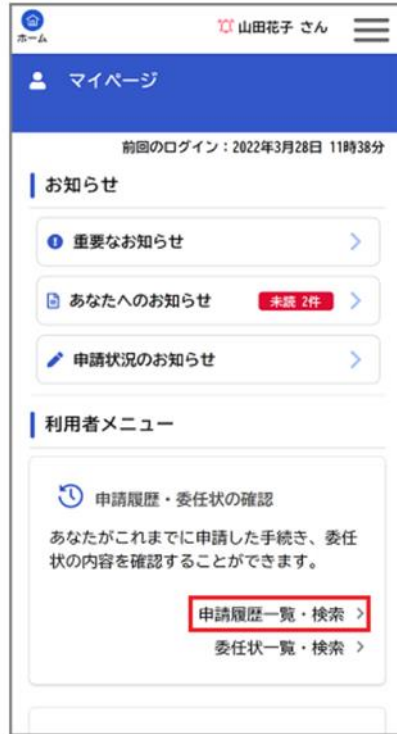 ホーム
山田花子 さん
マイページ
前回のログイン：2022年3月28日 11時38分
お知らせ
重要なお知らせ
あなたへのお知らせ 未読 2件
申請状況のお知らせ
利用者メニュー
申請履歴・委任状の確認
あなたがこれまでに申請した手続き、委任
状の内容を確認することができます。
申請履歴一覧・検索
委任状一覧・検索